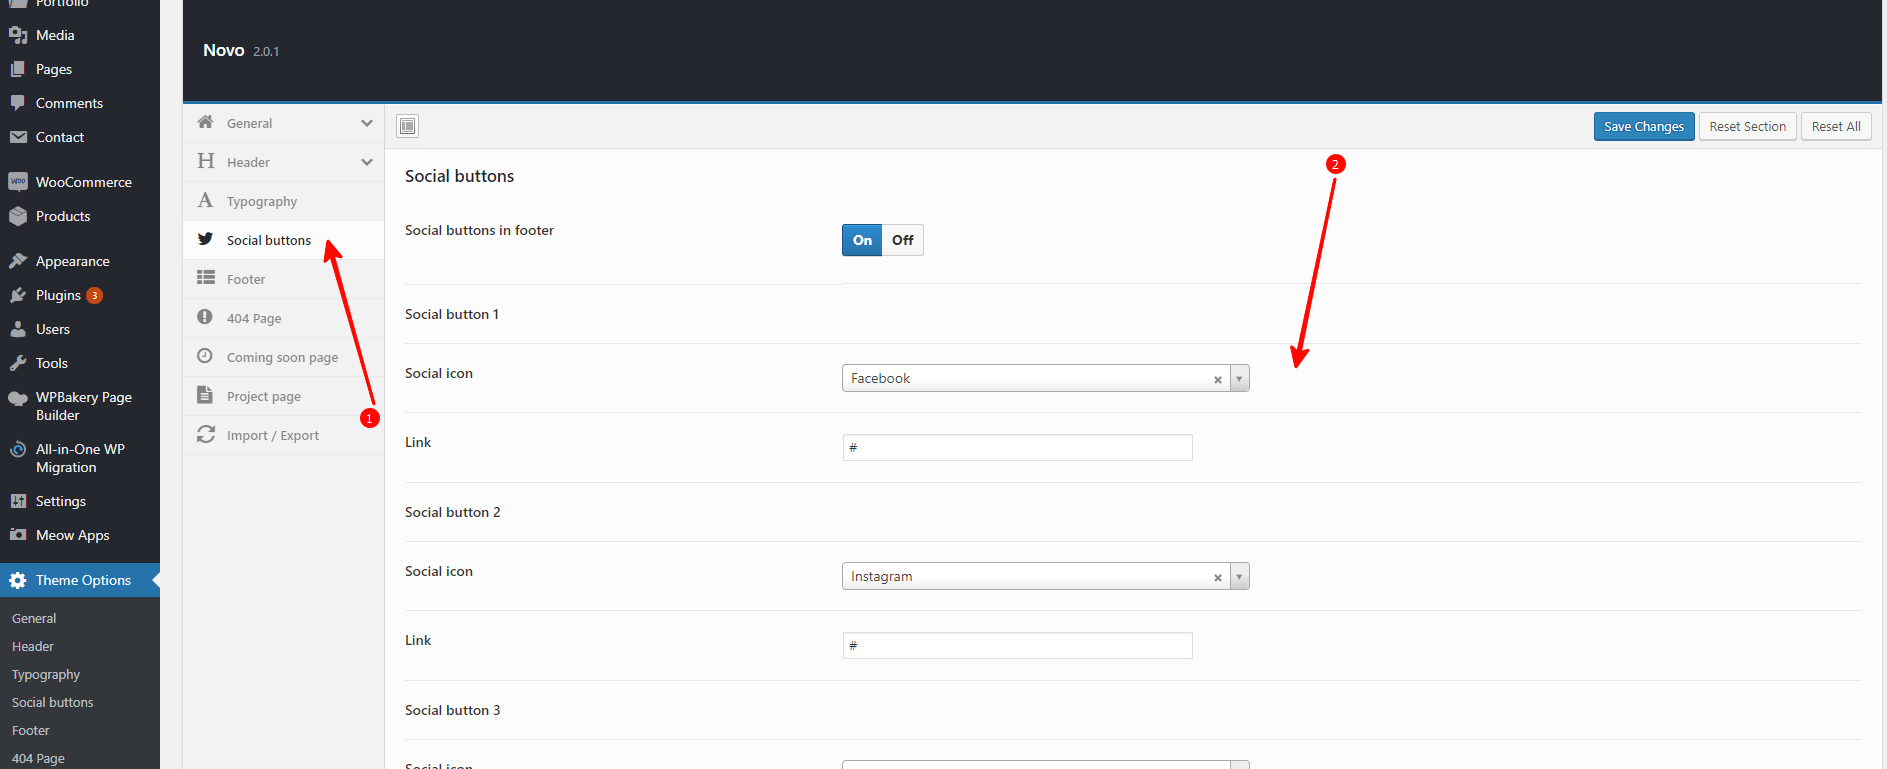 Portfolio
Media
Pages
Comments
Contact
WooCommerce
Products
Appearance
Plugins 3
Users
Tools
WPBakery Page
Builder
All-in-One WP
Migration
Settings
Meow Apps
Theme Options
General
Header
Typography
Social buttons
Footer
404 Page
Novo 2.0.1
General
Header
Typography
Social buttons
Footer
404 Page
Coming soon page
Project page
Import / Export
1
Save Changes Reset Section Reset All
2
Social buttons
Social buttons in footer On Off
Social button 1
Social icon Facebook
Link #
Social button 2
Social icon Instagram
Link #
Social button 3
Social icon